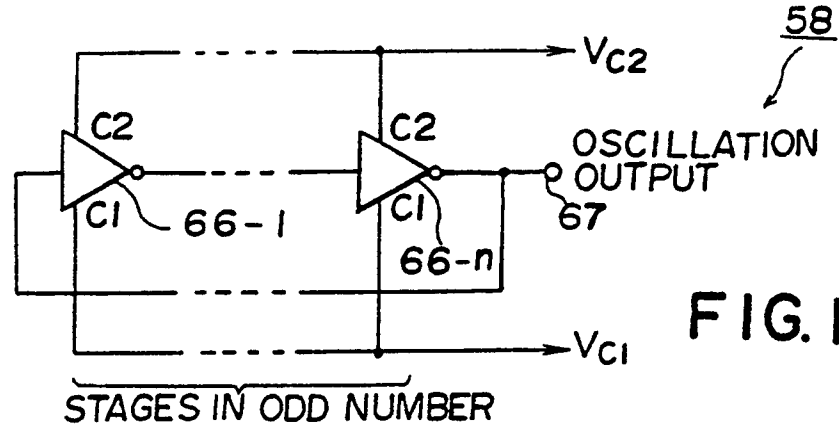 58
VC2
C2
C2
OSCILLATION
OUTPUT
67
C1
66-1
C1
66-n
FIG. 1
VC1
STAGES IN ODD NUMBER